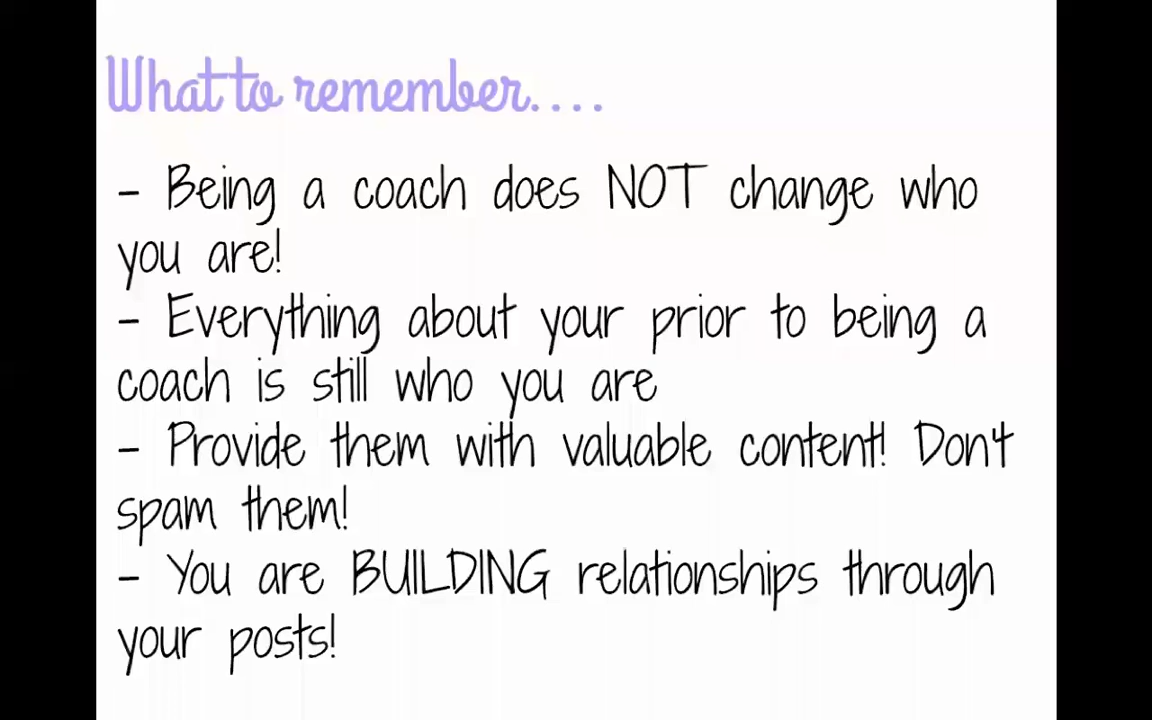 What to remember....
- Being a coach does NOT change who
you are!
- Everything about your prior to being a
coach is still who you are
- Provide them with valuable content! Don't
spam them!
- You are BUILDING relationships through
your posts!